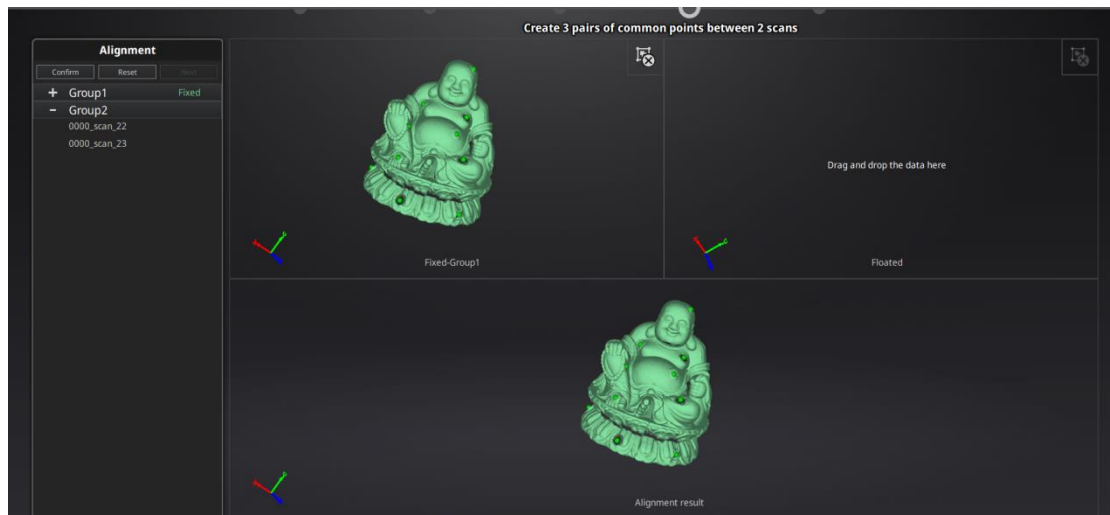 Create 3 pairs of common points between 2 scans
Alignment
Confirm Reset Next
+ Group1 Fixed
- Group2
0000_scan_22
0000_scan_23
Fixed-Group1
Drag and drop the data here
Floated
Alignment result